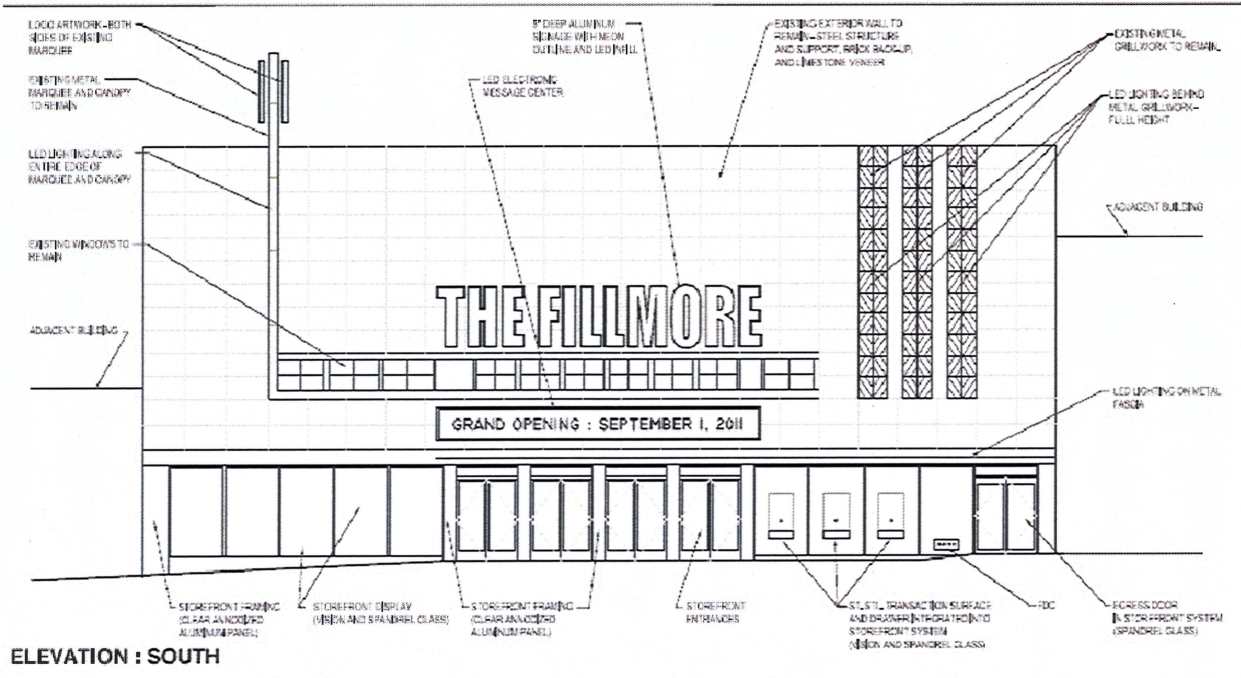 LOGO ARTWORK-BOTH
SIDES OF EXISTING
MARQUEE
EXISTING METAL
MARQUEE AND CANOPY
TO REMAIN
LED LIGHTING ALONG
ENTIRE EDGE OF
MARQUEE AND CANOPY
EXISTING WINDOWS TO
REMAIN
ADJACENT BUILDING
LED ELECTRONIC
MESSAGE CENTER
5" DEEP ALUMINUM
SIGNAGE WITH NEON
OUTLINE AND LED INFILL
EXISTING EXTERIOR WALL TO
REMAIN-STEEL STRUCTURE
AND SUPPORT, BRICK BACK-UP,
AND LIMESTONE VENEER
EXISTING METAL
GRILLWORK TO REMAIN.
LED LIGHTING BEHIND
METAL GRILLWORK-
FULL HEIGHT
ADJACENT BUILDING
LED LIGHTING ON METAL
FASCIA
THE FILLMORE
GRAND OPENING : SEPTEMBER 1, 2011
STOREFRONT FRAMING
(CLEAR ANNODIZED
ALUMINUM PANEL)
STOREFRONT DISPLAY
(VISION AND SPANDREL GLASS)
STOREFRONT FRAMING
(CLEAR ANNODIZED
ALUMINUM PANEL)
STOREFRONT
ENTRANCES
ST. STL. TRANSACTION SURFACE
AND DRAWER INTEGRATED INTO
STOREFRONT SYSTEM
(VISION AND SPANDREL GLASS)
FDC
EGRESS DOOR
IN STOREFRONT SYSTEM
(SPANDREL GLASS)
ELEVATION : SOUTH